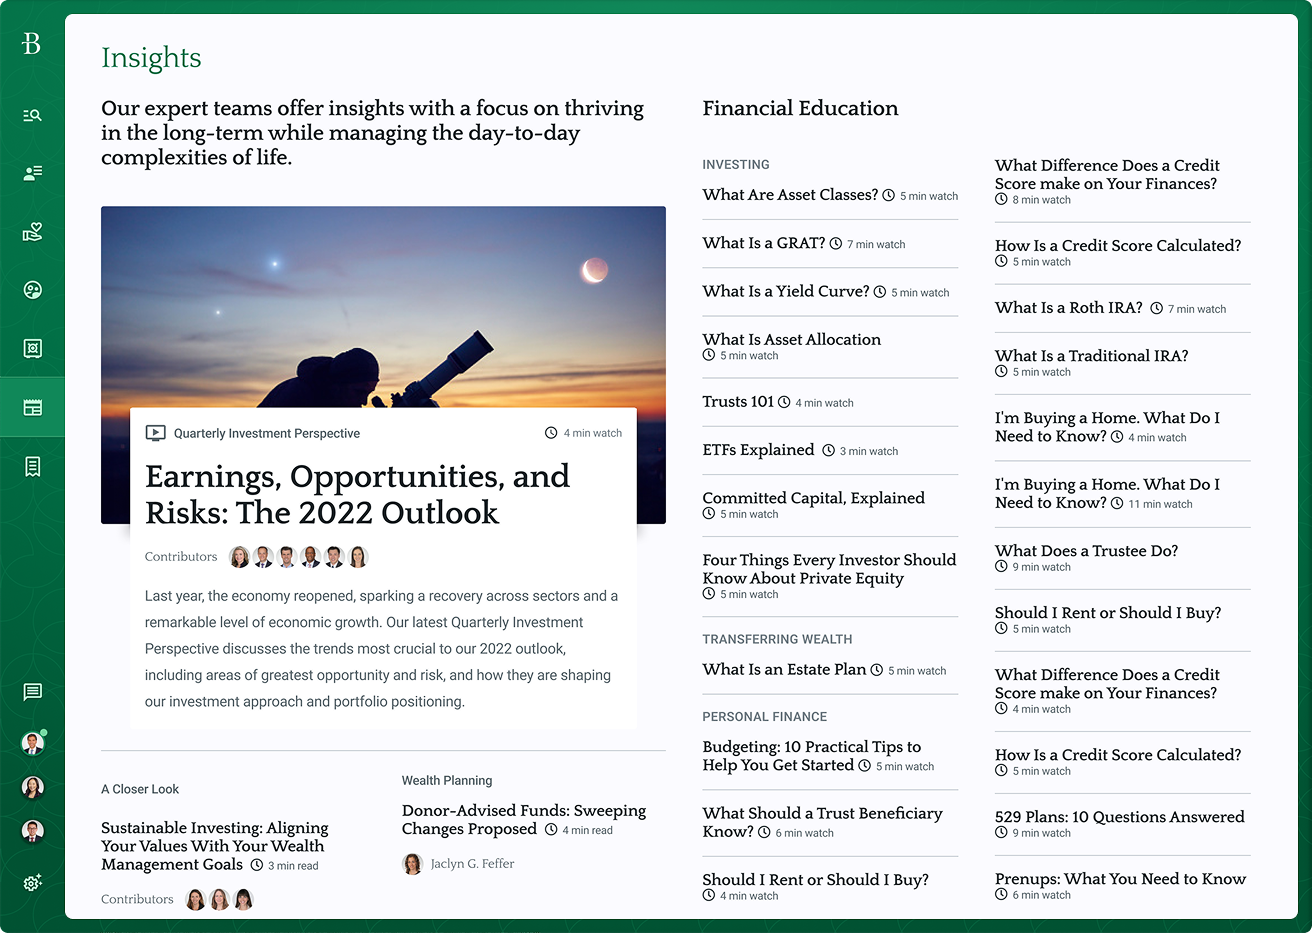 B
Insights
Our expert teams offer insights with a focus on thriving
in the long-term while managing the day-to-day
complexities of life.
Quarterly Investment Perspective
4 min watch
Earnings, Opportunities, and
Risks: The 2022 Outlook
Contributors
Last year, the economy reopened, sparking a recovery across sectors and a
remarkable level of economic growth. Our latest Quarterly Investment
Perspective discusses the trends most crucial to our 2022 outlook,
including areas of greatest opportunity and risk, and how they are shaping
our investment approach and portfolio positioning.
A Closer Look
Sustainable Investing: Aligning
Your Values With Your Wealth
Management Goals 3 min read
Contributors
Wealth Planning
Donor-Advised Funds: Sweeping
Changes Proposed 4 min read
Jaclyn G. Feffer
Financial Education
INVESTING
What Are Asset Classes? 5 min watch
What Is a GRAT? 7 min watch
What Is a Yield Curve? 5 min watch
What Is Asset Allocation
5 min watch
Trusts 101 4 min watch
ETFs Explained 3 min watch
Committed Capital, Explained
5 min watch
Four Things Every Investor Should
Know About Private Equity
5 min watch
TRANSFERRING WEALTH
What Is an Estate Plan 5 min watch
PERSONAL FINANCE
Budgeting: 10 Practical Tips to
Help You Get Started 5 min watch
What Should a Trust Beneficiary
Know? 6 min watch
Should I Rent or Should I Buy?
4 min watch
What Difference Does a Credit
Score make on Your Finances?
8 min watch
How Is a Credit Score Calculated?
5 min watch
What Is a Roth IRA? 7 min watch
What Is a Traditional IRA?
5 min watch
I'm Buying a Home. What Do I
Need to Know? 4 min watch
I'm Buying a Home. What Do I
Need to Know? 11 min watch
What Does a Trustee Do?
9 min watch
Should I Rent or Should I Buy?
5 min watch
What Difference Does a Credit
Score make on Your Finances?
4 min watch
How Is a Credit Score Calculated?
5 min watch
529 Plans: 10 Questions Answered
9 min watch
Prenups: What You Need to Know
6 min watch